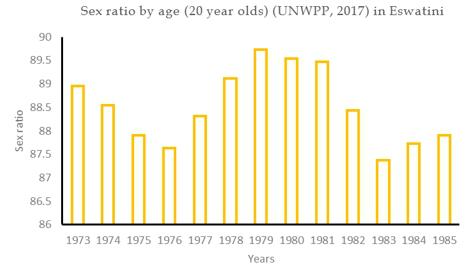 Sex ratio by age (20 year olds) (UNWPP, 2017) in Eswatini
90
89.5
89
88.5
88
87.5
87
86.5
86
Sex ratio
1973 1974 1975 1976 1977 1978 1979 1980 1981 1982 1983 1984 1985
Years